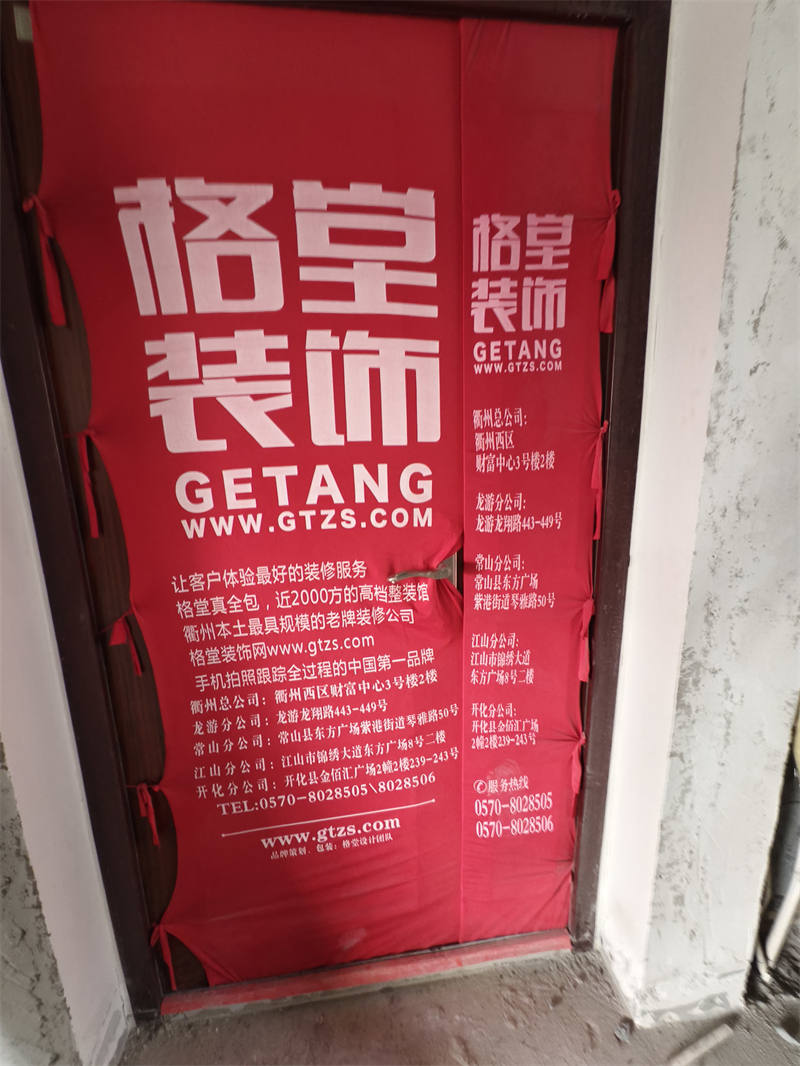 格堂
装饰
GETANG
WWW.GTZS.COM
让客户体验最好的装修服务
格堂真全包，近2000方的高档整装馆
衢州本土最具规模的老牌装修公司
格堂装饰网www.gtzs.com
手机拍照跟踪全过程的中国第一品牌
衢州总公司：衢州西区财富中心3号楼2楼
龙游分公司：龙游龙翔路443-449号
常山分公司：常山县东方广场紫港街道琴雅路50号
江山分公司：江山市锦绣大道东方广场8号二楼
开化分公司：开化县金佰汇广场2幢2楼239-243号
TEL:0570-8028505\8028506
www.gtzs.com
品牌策划、包装：格堂设计团队
格堂
装饰
GETANG
WWW.GTZS.COM
衢州总公司：
衢州西区
财富中心3号楼2楼
龙游分公司：
龙游龙翔路443-449号
常山分公司：
常山县东方广场
紫港街道琴雅路50号
江山分公司：
江山市锦绣大道
东方广场8号二楼
开化分公司：
开化县金佰汇广场
2幢2楼239-243号
✆服务热线
0570-8028505
0570-8028506